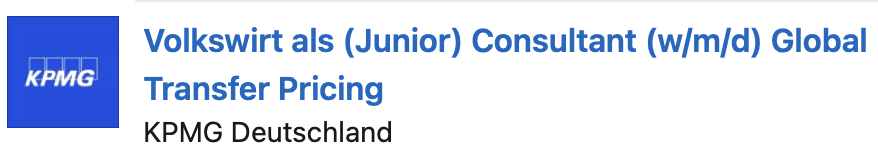 KPMG
Volkswirt als (Junior) Consultant (w/m/d) Global
Transfer Pricing
KPMG Deutschland